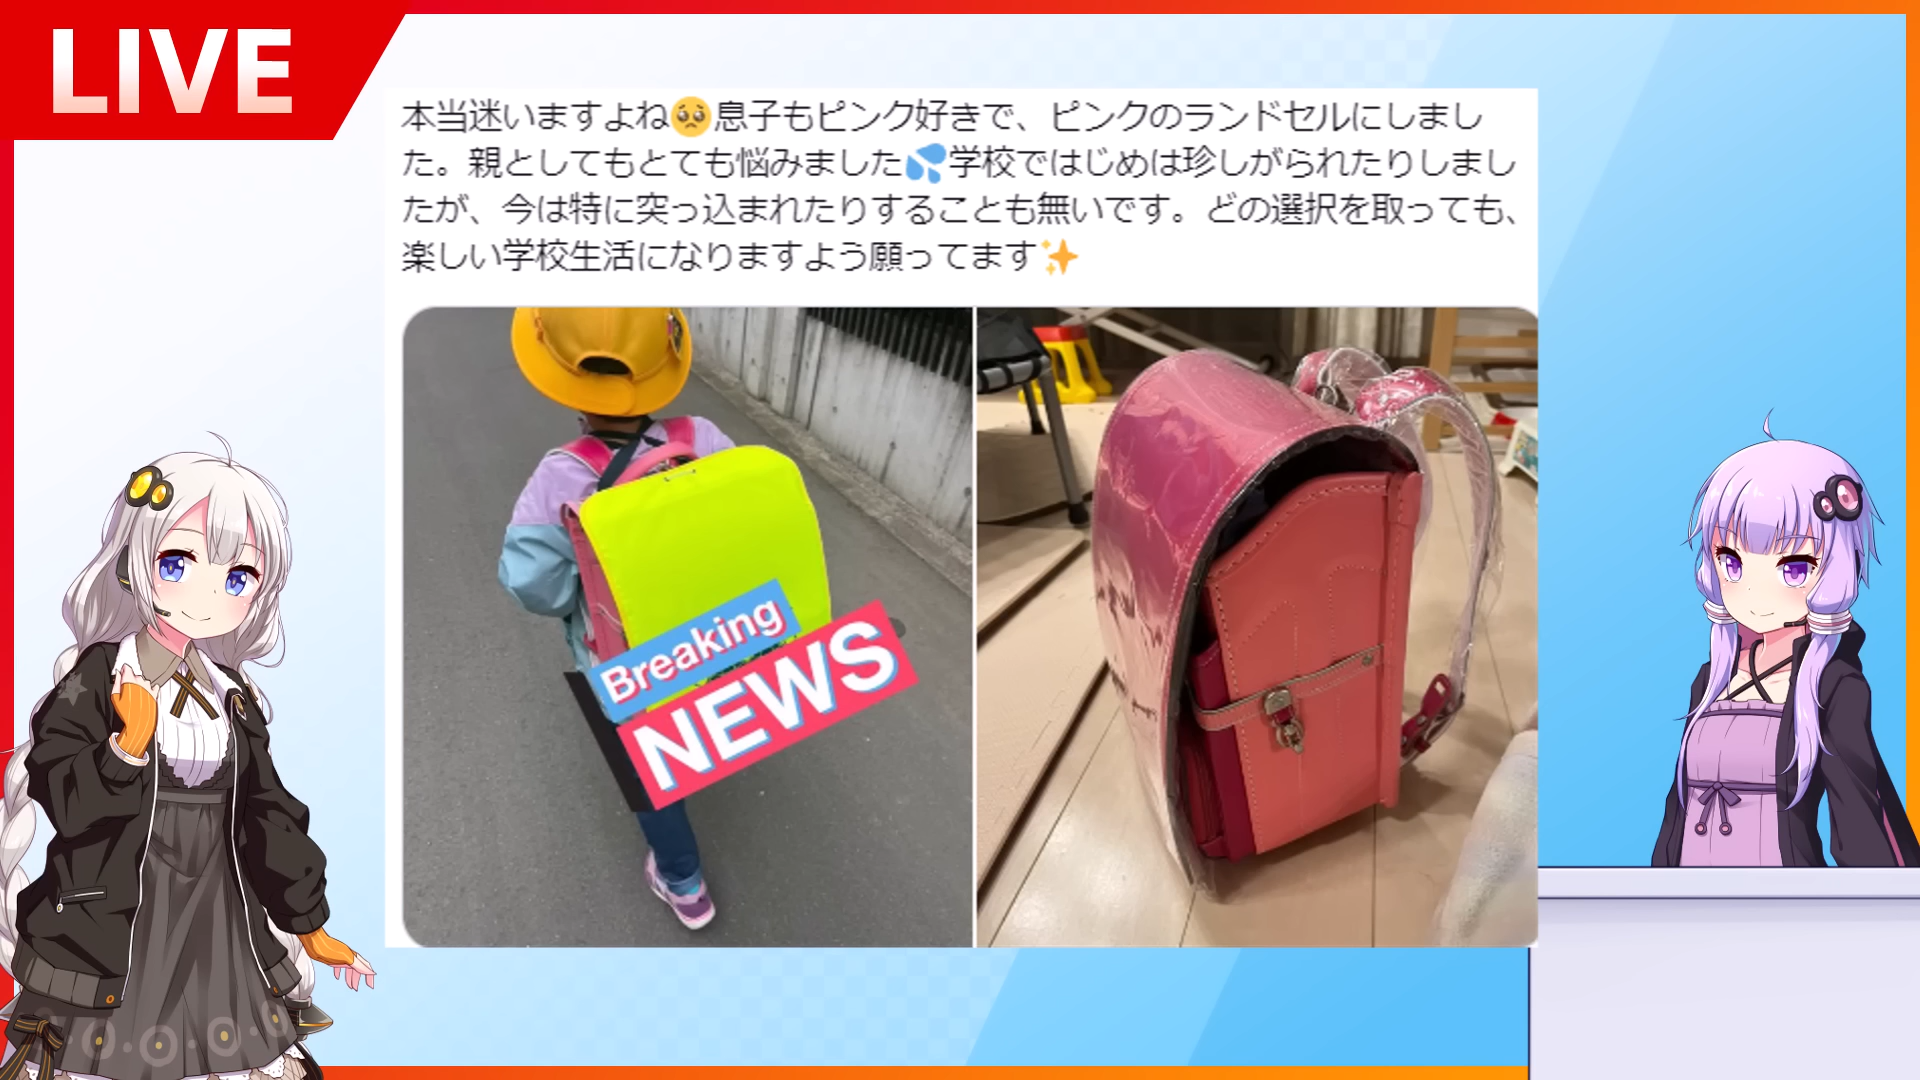 LIVE
本当迷いますよね🥺息子もピンク好きで、ピンクのランドセルにしまし
た。親としてもとても悩みました💦学校ではじめは珍しがられたりしまし
たが、今は特に突っ込まれたりすることも無いです。どの選択を取っても、
楽しい学校生活になりますよう願ってます✨
Breaking
NEWS